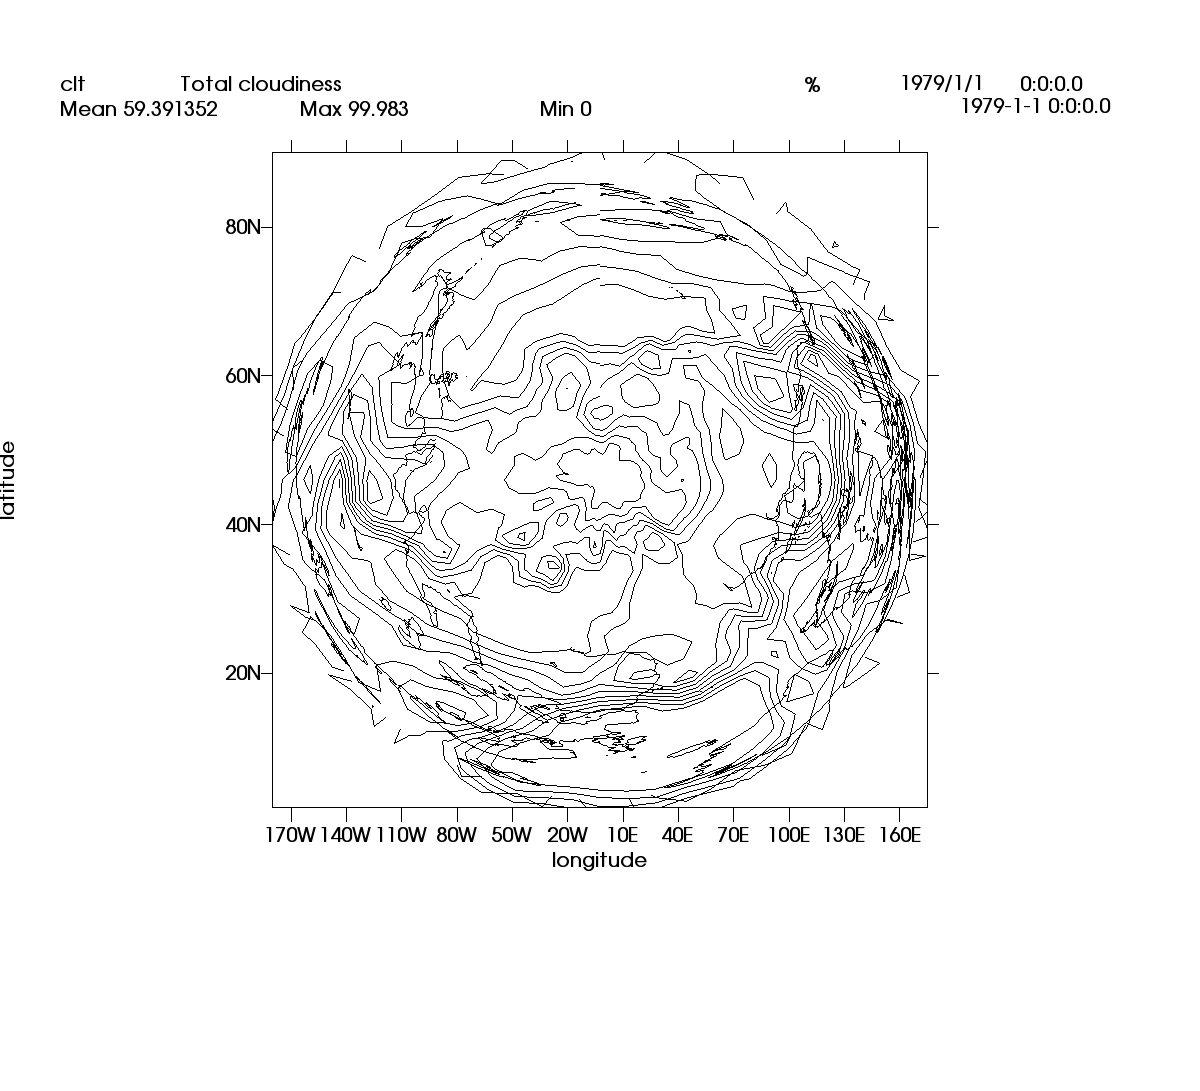 clt Total cloudiness % 1979/1/1 0:0:0.0
Mean 59.391352 Max 99.983 Min 0 1979-1-1 0:0:0.0
80N
60N
latitude
40N
20N
170W 140W 110W 80W 50W 20W 10E 40E 70E 100E 130E 160E
longitude